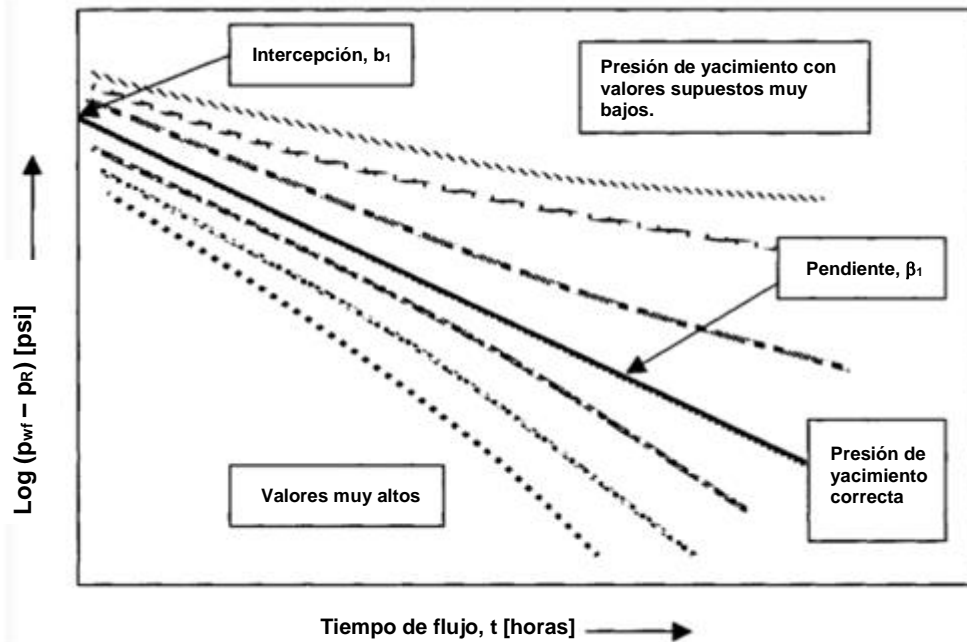 Intercepción, b₁
Presión de yacimiento con
valores supuestos muy
bajos.
Pendiente, β₁
Log (pwf – pR) [psi]
Presión de
yacimiento
correcta
Valores muy altos
Tiempo de flujo, t [horas]